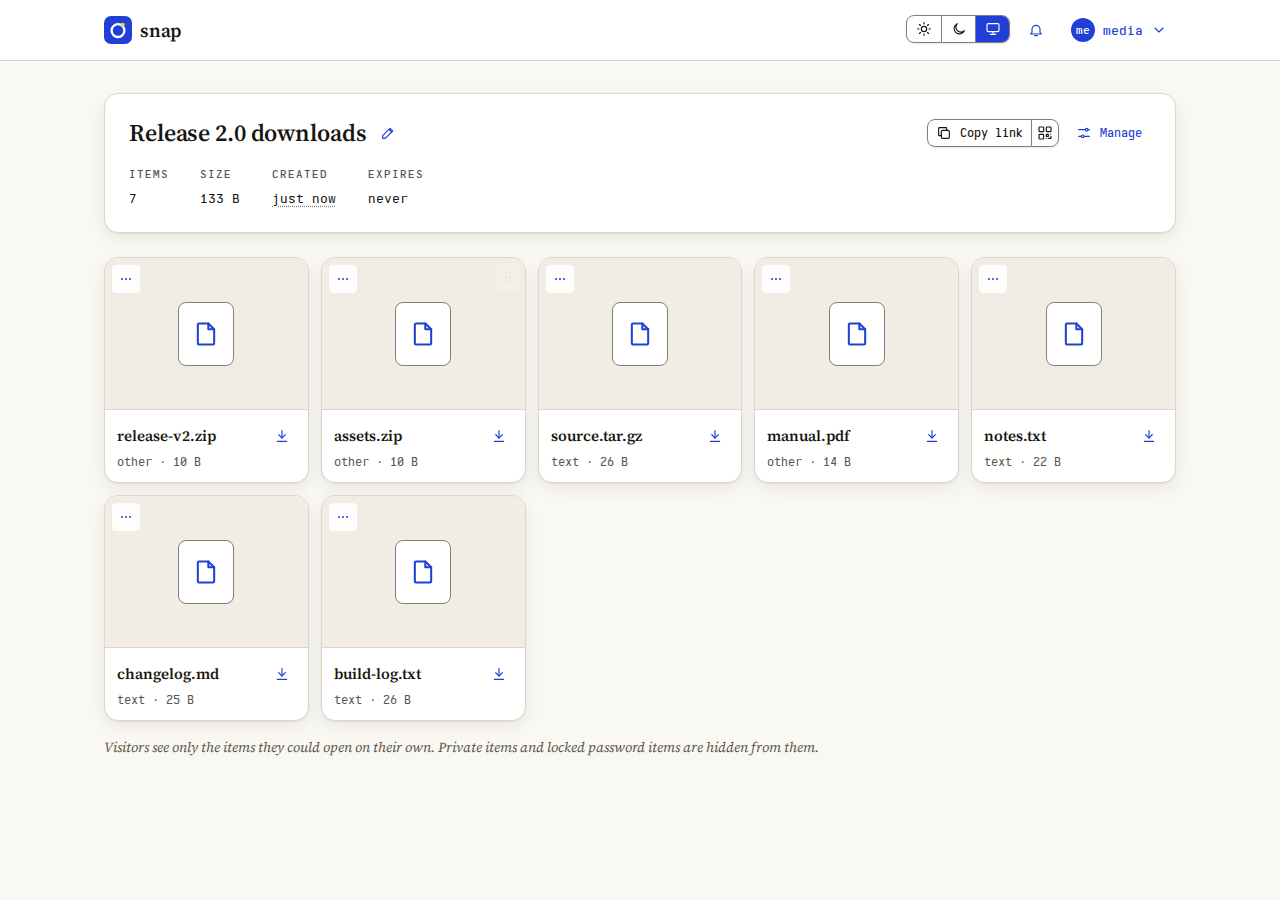 snap
me media
Release 2.0 downloads
Copy link
Manage
ITEMS SIZE CREATED EXPIRES
7 133 B just now never
release-v2.zip
other · 10 B
assets.zip
other · 10 B
source.tar.gz
text · 26 B
manual.pdf
other · 14 B
notes.txt
text · 22 B
changelog.md
text · 25 B
build-log.txt
text · 26 B
Visitors see only the items they could open on their own. Private items and locked password items are hidden from them.